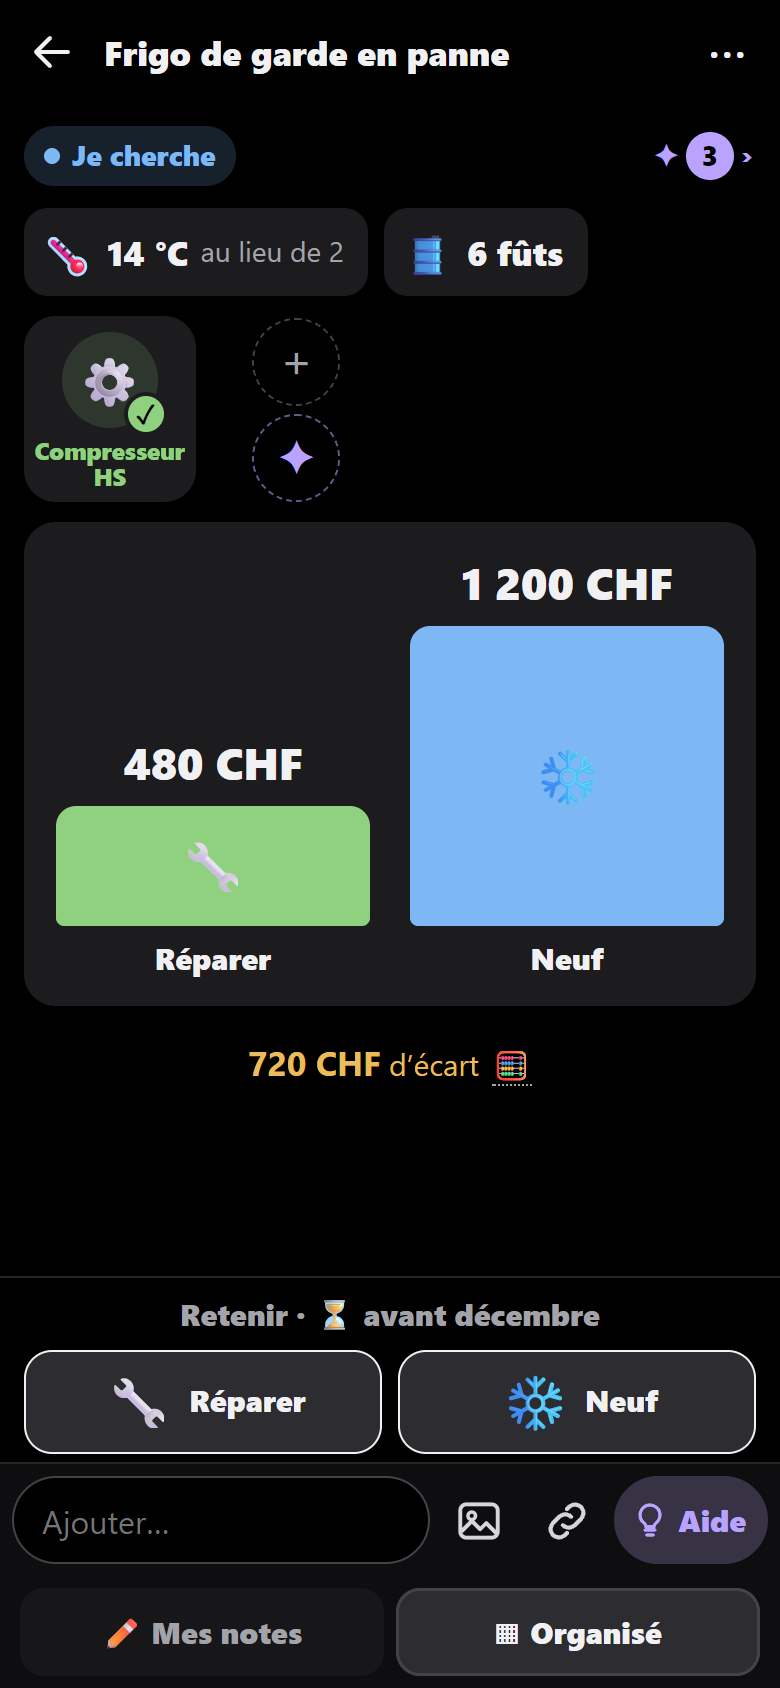 Frigo de garde en panne
Je cherche
3
14 °C au lieu de 2
6 fûts
Compresseur
HS
1 200 CHF
480 CHF
Réparer
Neuf
720 CHF d’écart
Retenir · ⏳ avant décembre
Réparer
Neuf
Ajouter…
Aide
Mes notes
Organisé